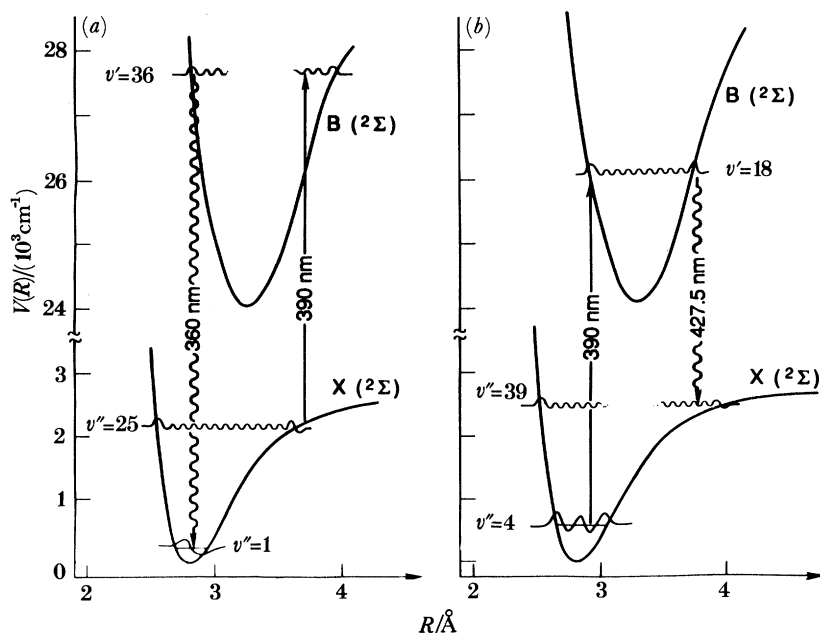 (a)
V(R)/(10³cm⁻¹)
28
26
24
3
2
1
0
v′=36
B (²Σ)
360 nm
390 nm
X (²Σ)
v″=25
v″=1
2
3
4
(b)
B (²Σ)
v′=18
390 nm
427.5 nm
X (²Σ)
v″=39
v″=4
2
3
4
R/Å